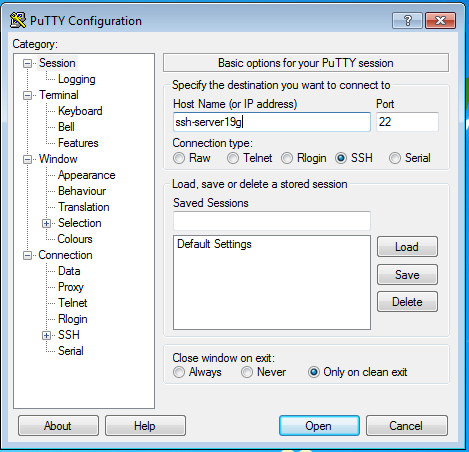 PuTTY Configuration
?
Category:
Session
Logging
Terminal
Keyboard
Bell
Features
Window
Appearance
Behaviour
Translation
Selection
Colours
Connection
Data
Proxy
Telnet
Rlogin
SSH
Serial
Basic options for your PuTTY session
Specify the destination you want to connect to
Host Name (or IP address) Port
ssh-server19g 22
Connection type:
Raw Telnet Rlogin SSH Serial
Load, save or delete a stored session
Saved Sessions
Default Settings
Load
Save
Delete
Close window on exit:
Always Never Only on clean exit
About Help Open Cancel